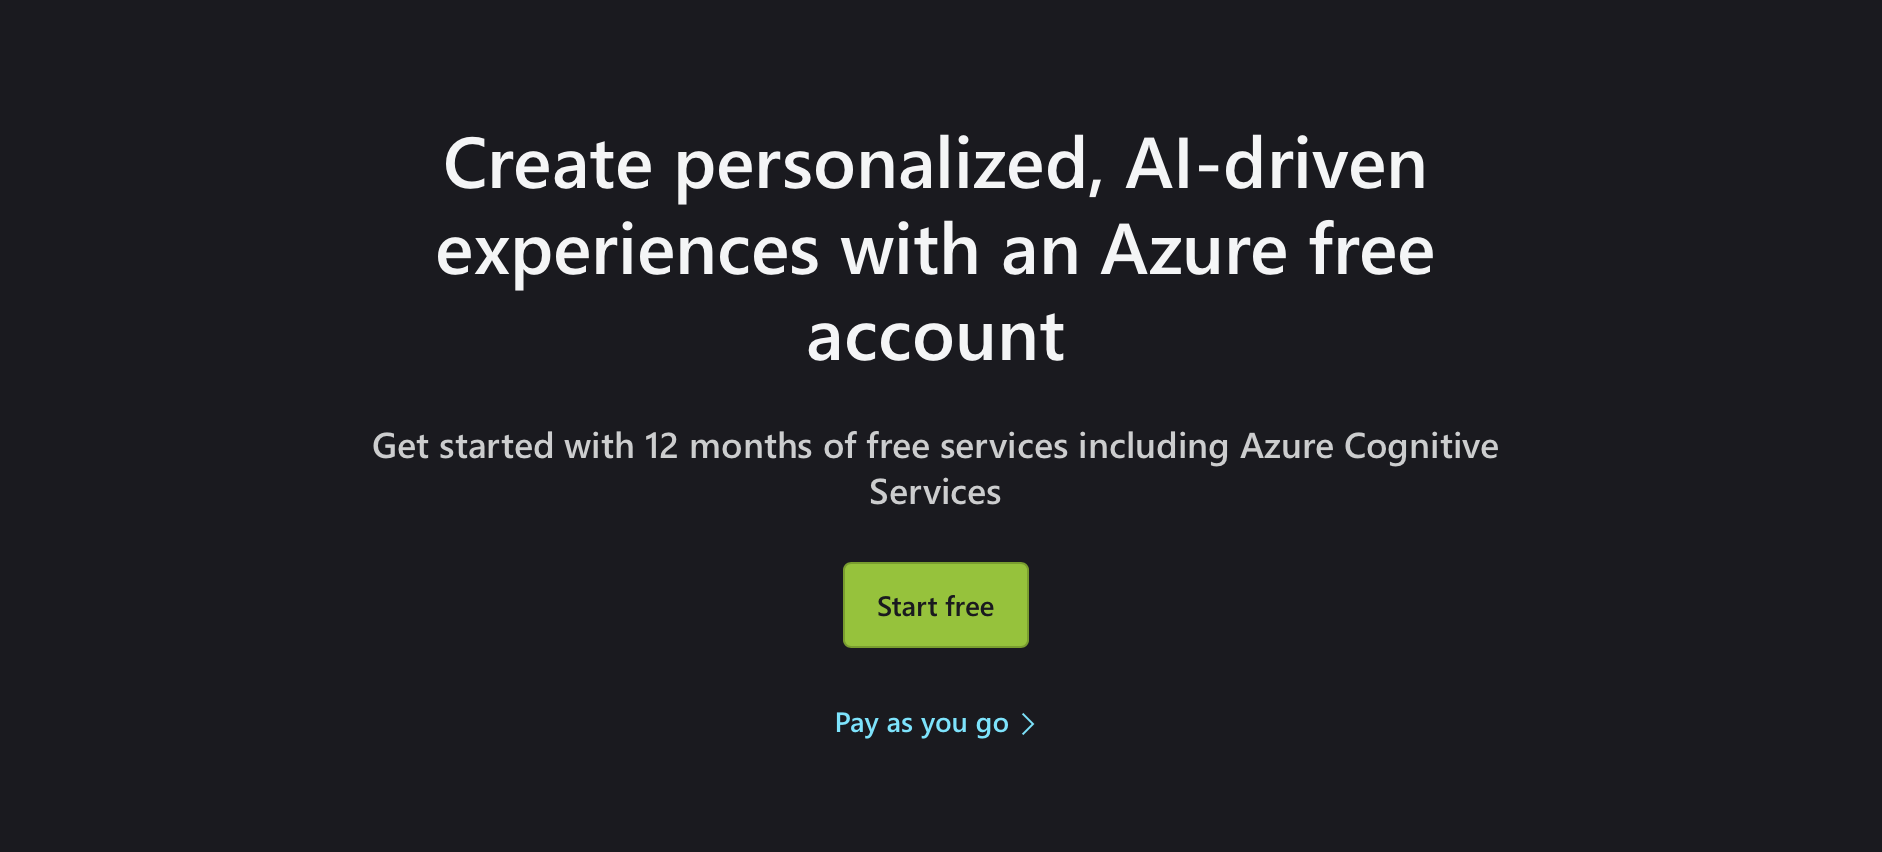 Create personalized, AI-driven
experiences with an Azure free
account
Get started with 12 months of free services including Azure Cognitive
Services
Start free
Pay as you go